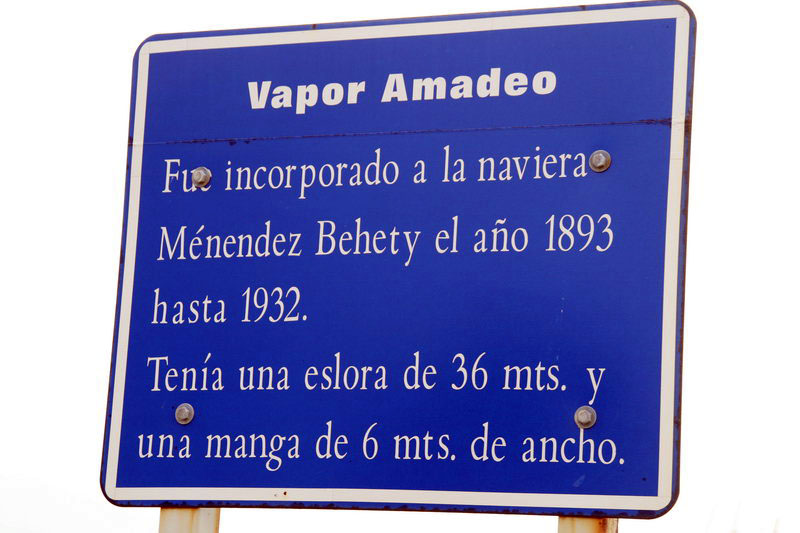 Vapor Amadeo
Fue incorporado a la naviera
Ménendez Behety el año 1893
hasta 1932.
Tenía una eslora de 36 mts. y
una manga de 6 mts. de ancho.